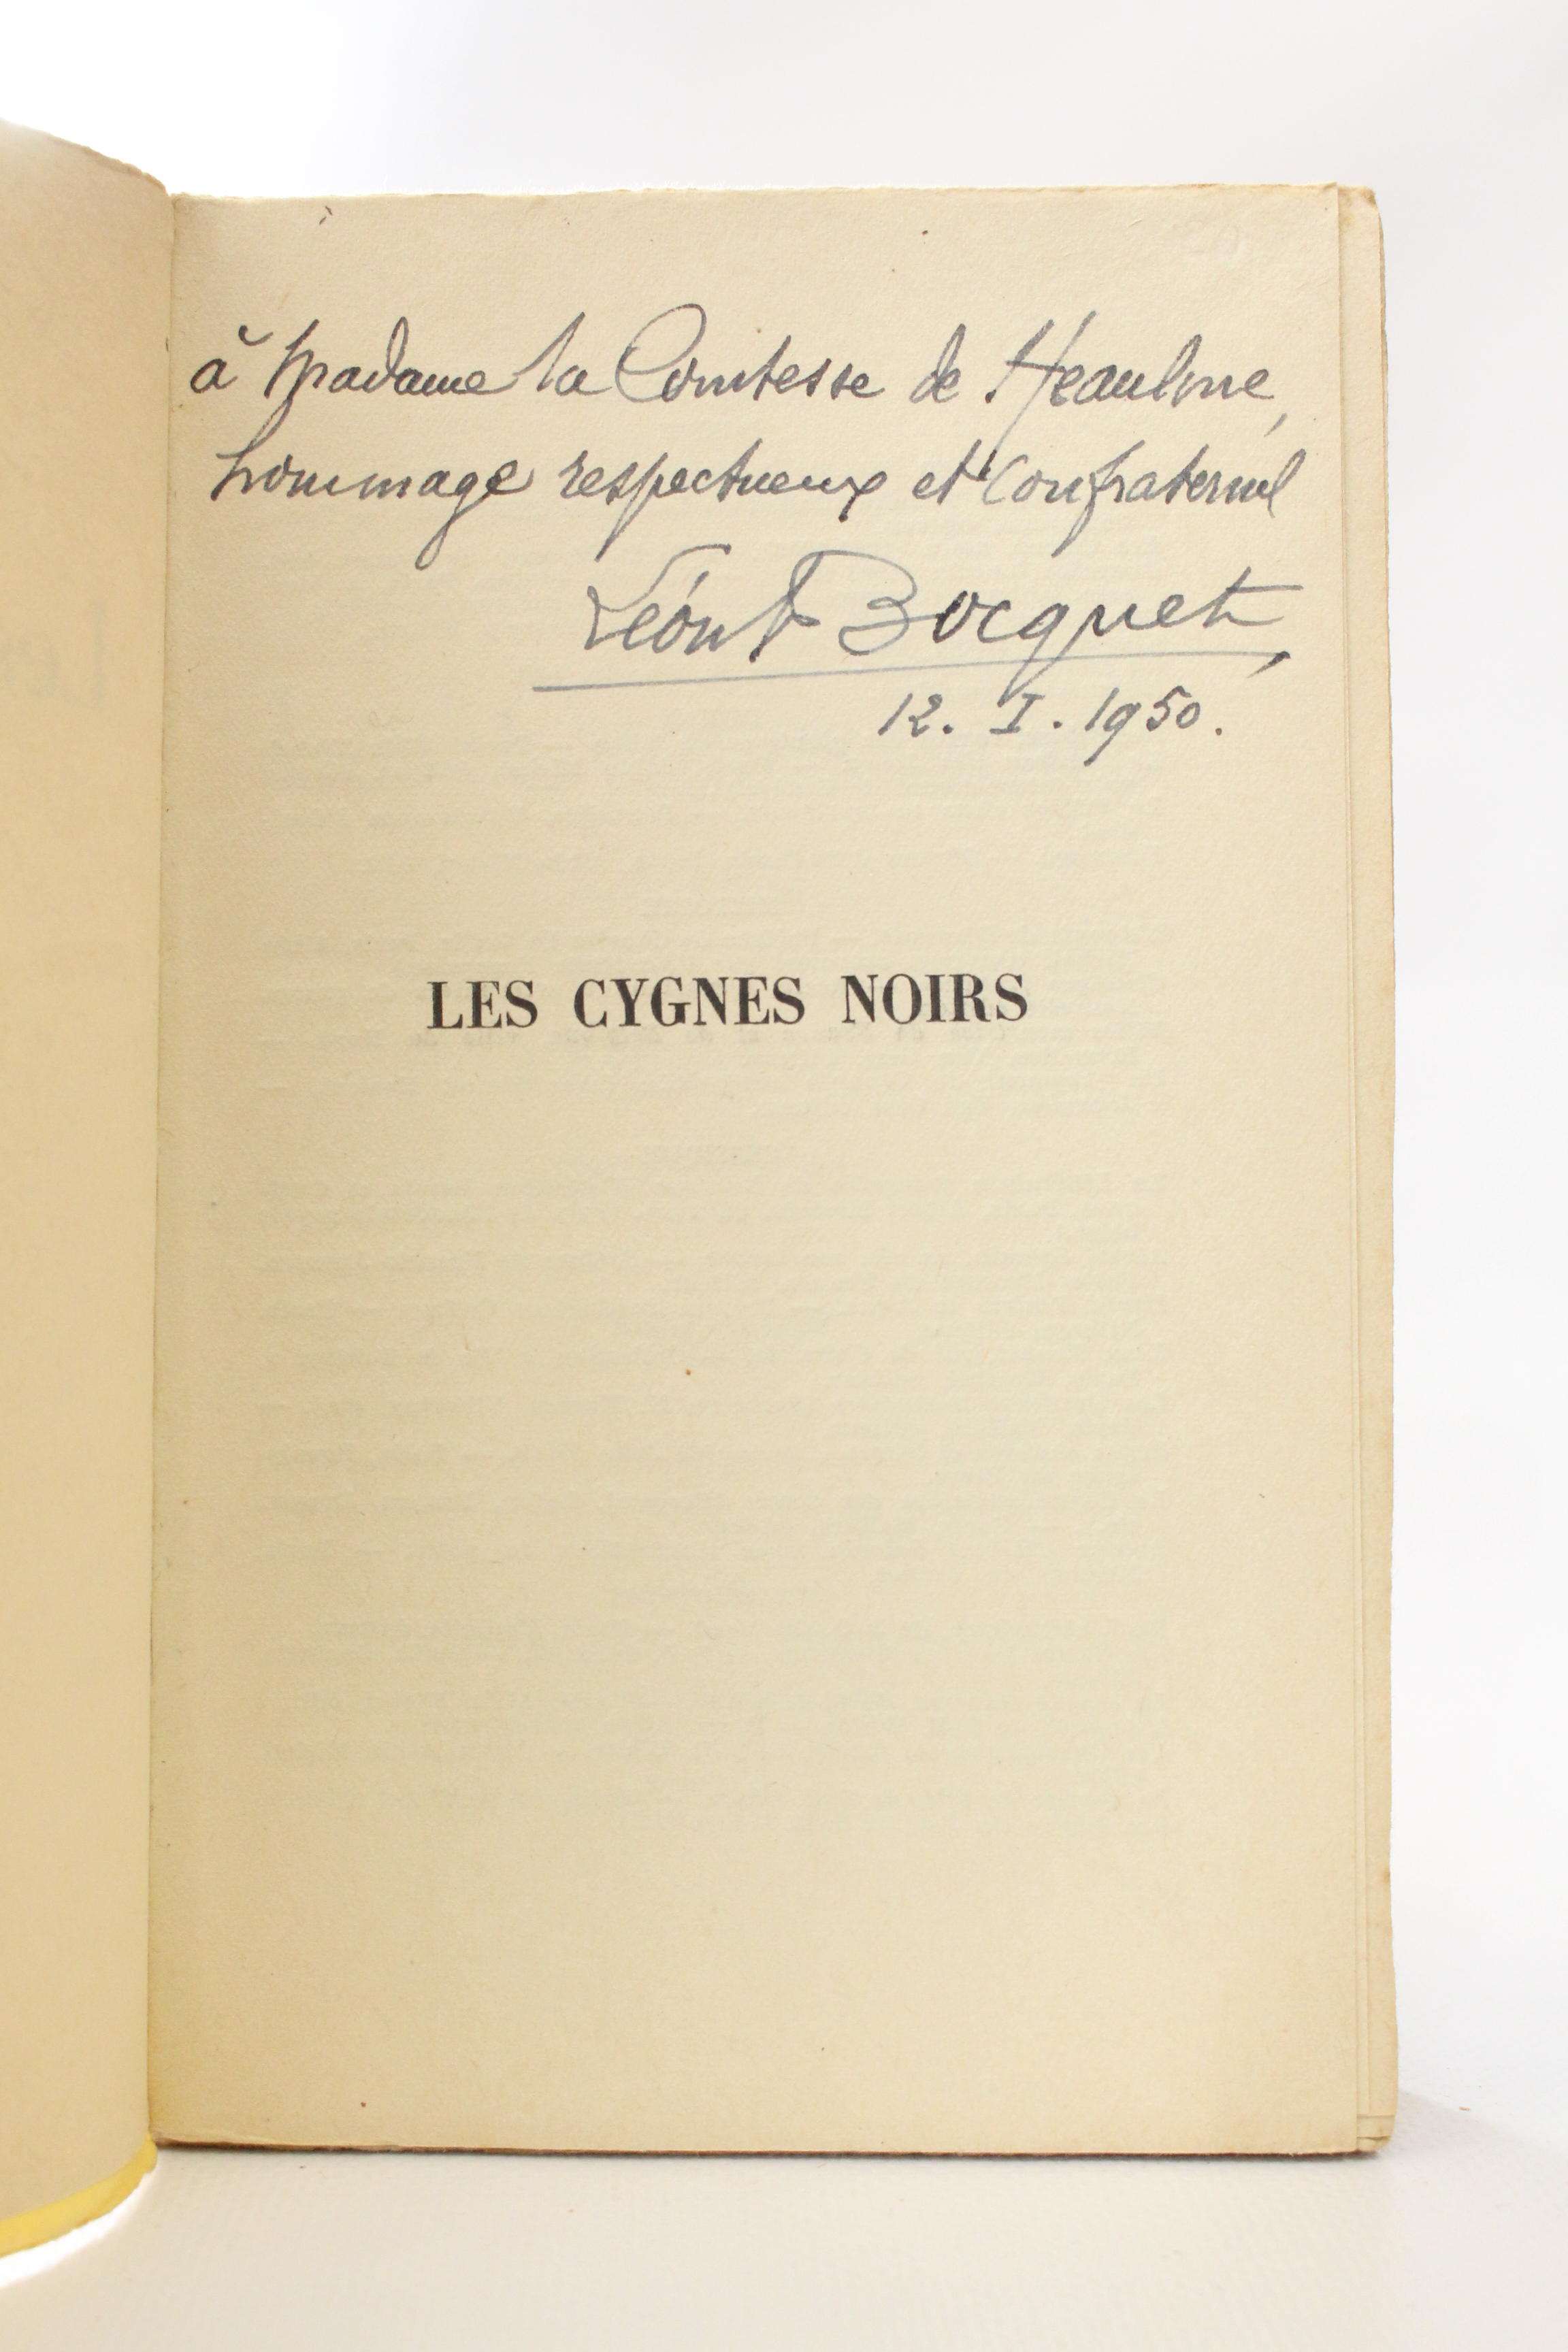 à Madame la Comtesse de Heaulme,
hommage respectueux et confraternel
Léon Bocquet
12. I. 1950.
LES CYGNES NOIRS